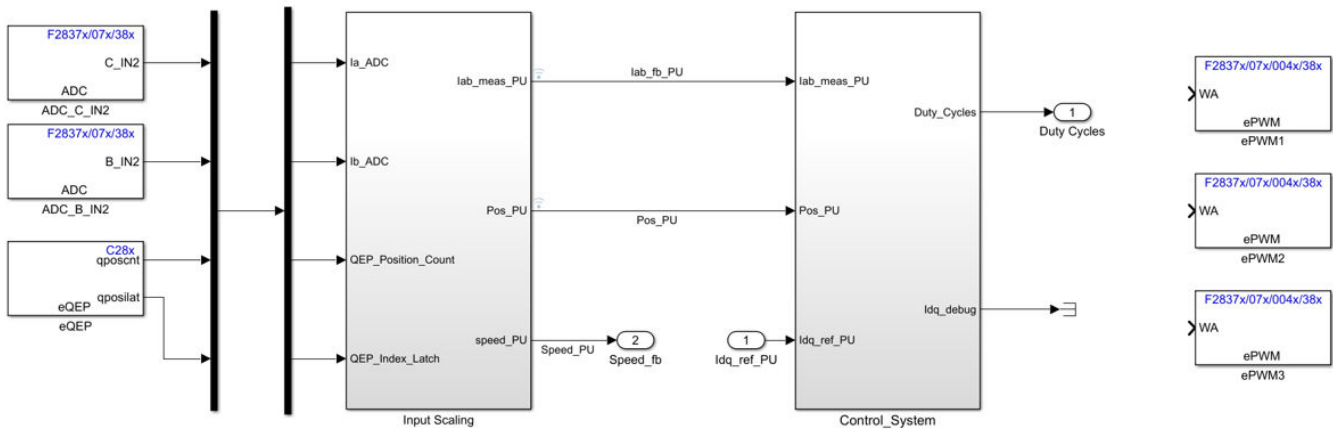 F2837x/07x/38x
C_IN2
ADC
ADC_C_IN2
F2837x/07x/38x
B_IN2
ADC
ADC_B_IN2
C28x
qposcnt
qposilat
eQEP
eQEP
Ia_ADC
Ib_ADC
QEP_Position_Count
QEP_Index_Latch
Iab_meas_PU
Pos_PU
speed_PU
Input Scaling
Iab_fb_PU
Pos_PU
Speed_PU
2
Speed_fb
1
Idq_ref_PU
Iab_meas_PU
Pos_PU
Idq_ref_PU
Duty_Cycles
Idq_debug
Control_System
1
Duty Cycles
F2837x/07x/004x/38x
WA
ePWM
ePWM1
F2837x/07x/004x/38x
WA
ePWM
ePWM2
F2837x/07x/004x/38x
WA
ePWM
ePWM3